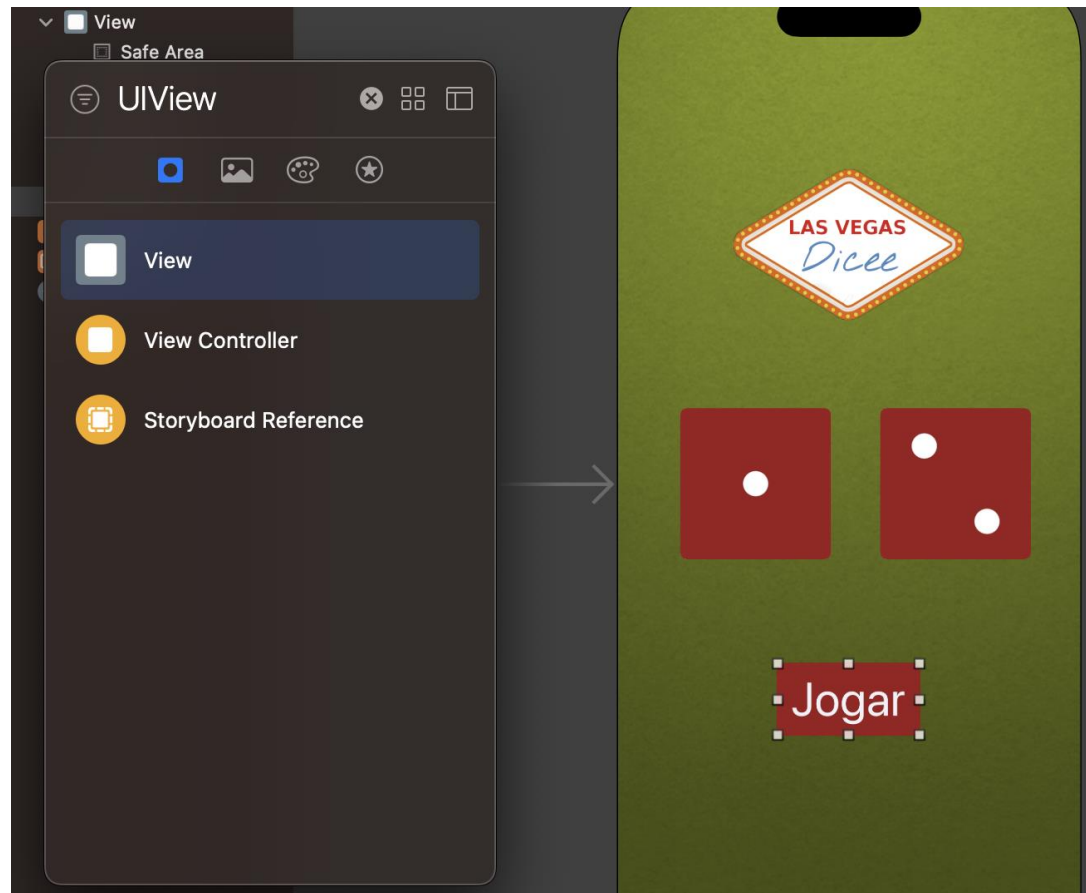 View
Safe Area
UIView
View
View Controller
Storyboard Reference
LAS VEGAS
Dicee
Jogar